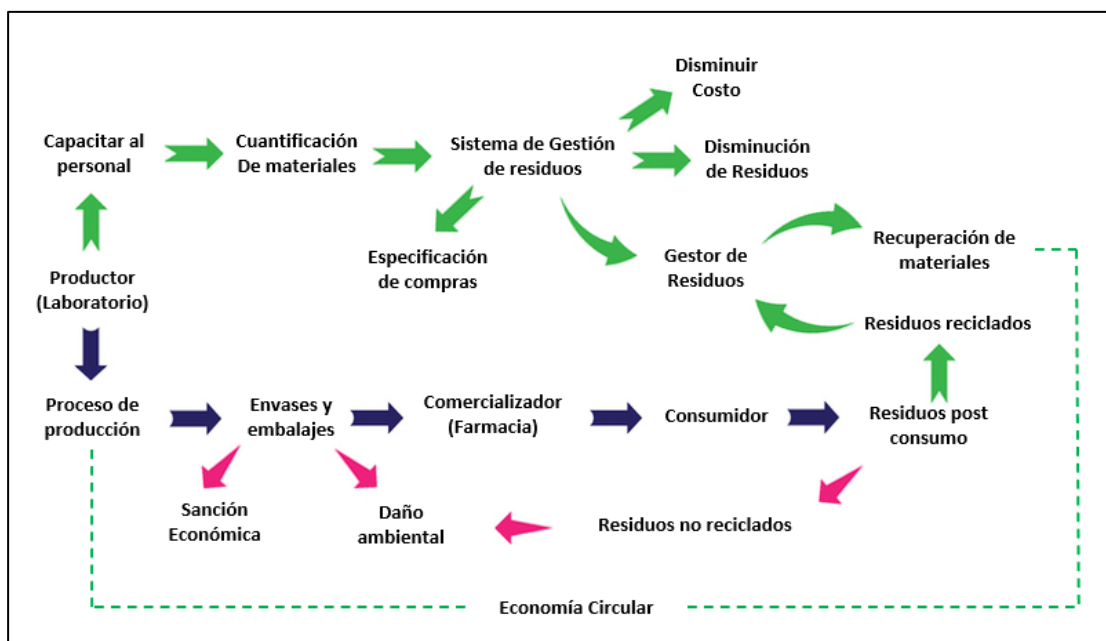 Disminuir
Costo
Capacitar al
personal
Cuantificación
De materiales
Sistema de Gestión
de residuos
Disminución
de Residuos
Especificación
de compras
Gestor de
Residuos
Recuperación de
materiales
Productor
(Laboratorio)
Residuos reciclados
Proceso de
producción
Envases y
embalajes
Comercializador
(Farmacia)
Consumidor
Residuos post
consumo
Sanción
Económica
Daño
ambiental
Residuos no reciclados
Economía Circular